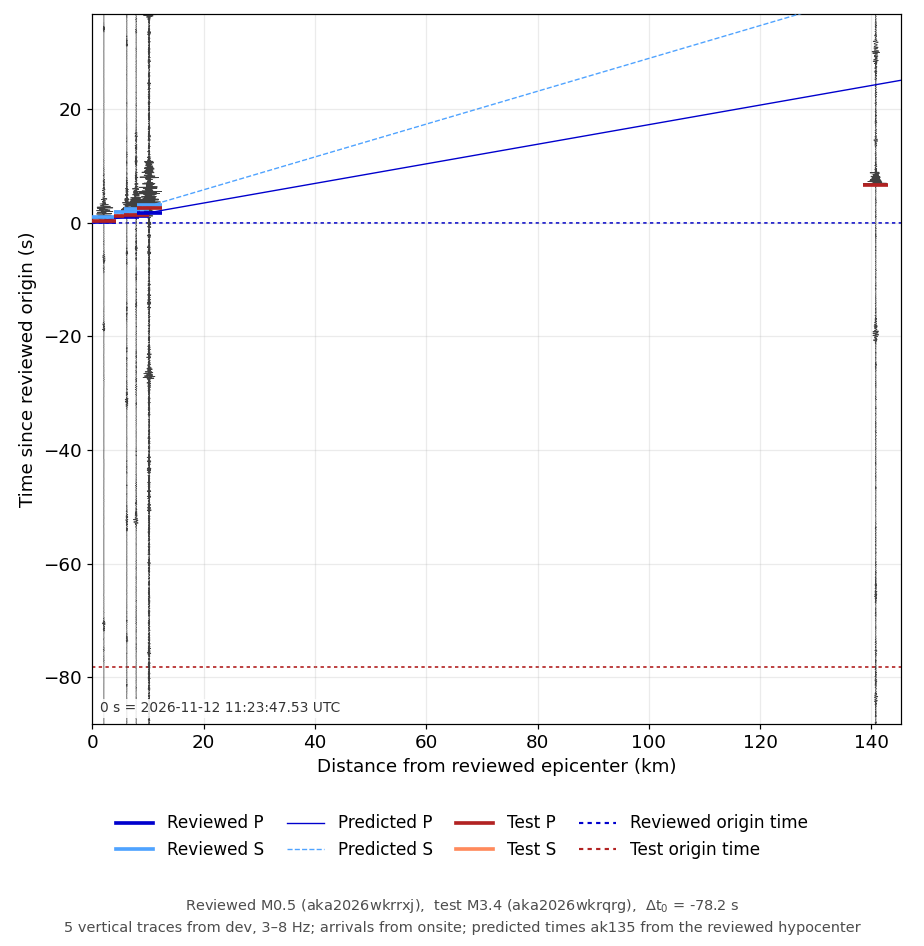 20
0
−20
−40
−60
−80
Time since reviewed origin (s)
0 s = 2026-11-12 11:23:47.53 UTC
0 20 40 60 80 100 120 140
Distance from reviewed epicenter (km)
Reviewed P Predicted P Test P Reviewed origin time
Reviewed S Predicted S Test S Test origin time
Reviewed M0.5 (aka2026wkrrxj), test M3.4 (aka2026wkrqrg), Δt₀ = -78.2 s
5 vertical traces from dev, 3–8 Hz; arrivals from onsite; predicted times ak135 from the reviewed hypocenter